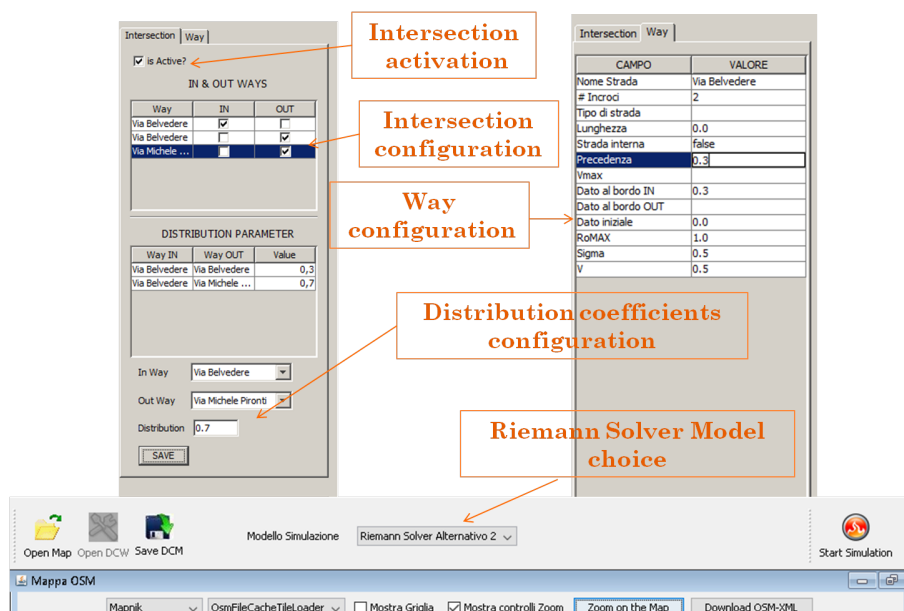 Intersection Way
is Active?
IN & OUT WAYS
Way IN OUT
Via Belvedere
Via Belvedere
Via Michele ...
DISTRIBUTION PARAMETER
Way IN Way OUT Value
Via Belvedere Via Belvedere 0,3
Via Belvedere Via Michele ... 0,7
In Way Via Belvedere
Out Way Via Michele Pironti
Distribution 0.7
SAVE
Intersection
activation
Intersection
configuration
Way
configuration
Distribution coefficients
configuration
Riemann Solver Model
choice
Intersection Way
CAMPO VALORE
Nome Strada Via Belvedere
# Incroci 2
Tipo di strada
Lunghezza 0.0
Strada interna false
Precedenza 0.3
Vmax
Dato al bordo IN 0.3
Dato al bordo OUT
Dato iniziale 0.0
RoMAX 1.0
Sigma 0.5
V 0.5
Open Map Open DCW Save DCM Modello Simulazione Riemann Solver Alternativo 2 Start Simulation
Mappa OSM
Mapnik OsmFileCacheTileLoader Mostra Griglia Mostra controlli Zoom Zoom on the Map Download OSM-XML